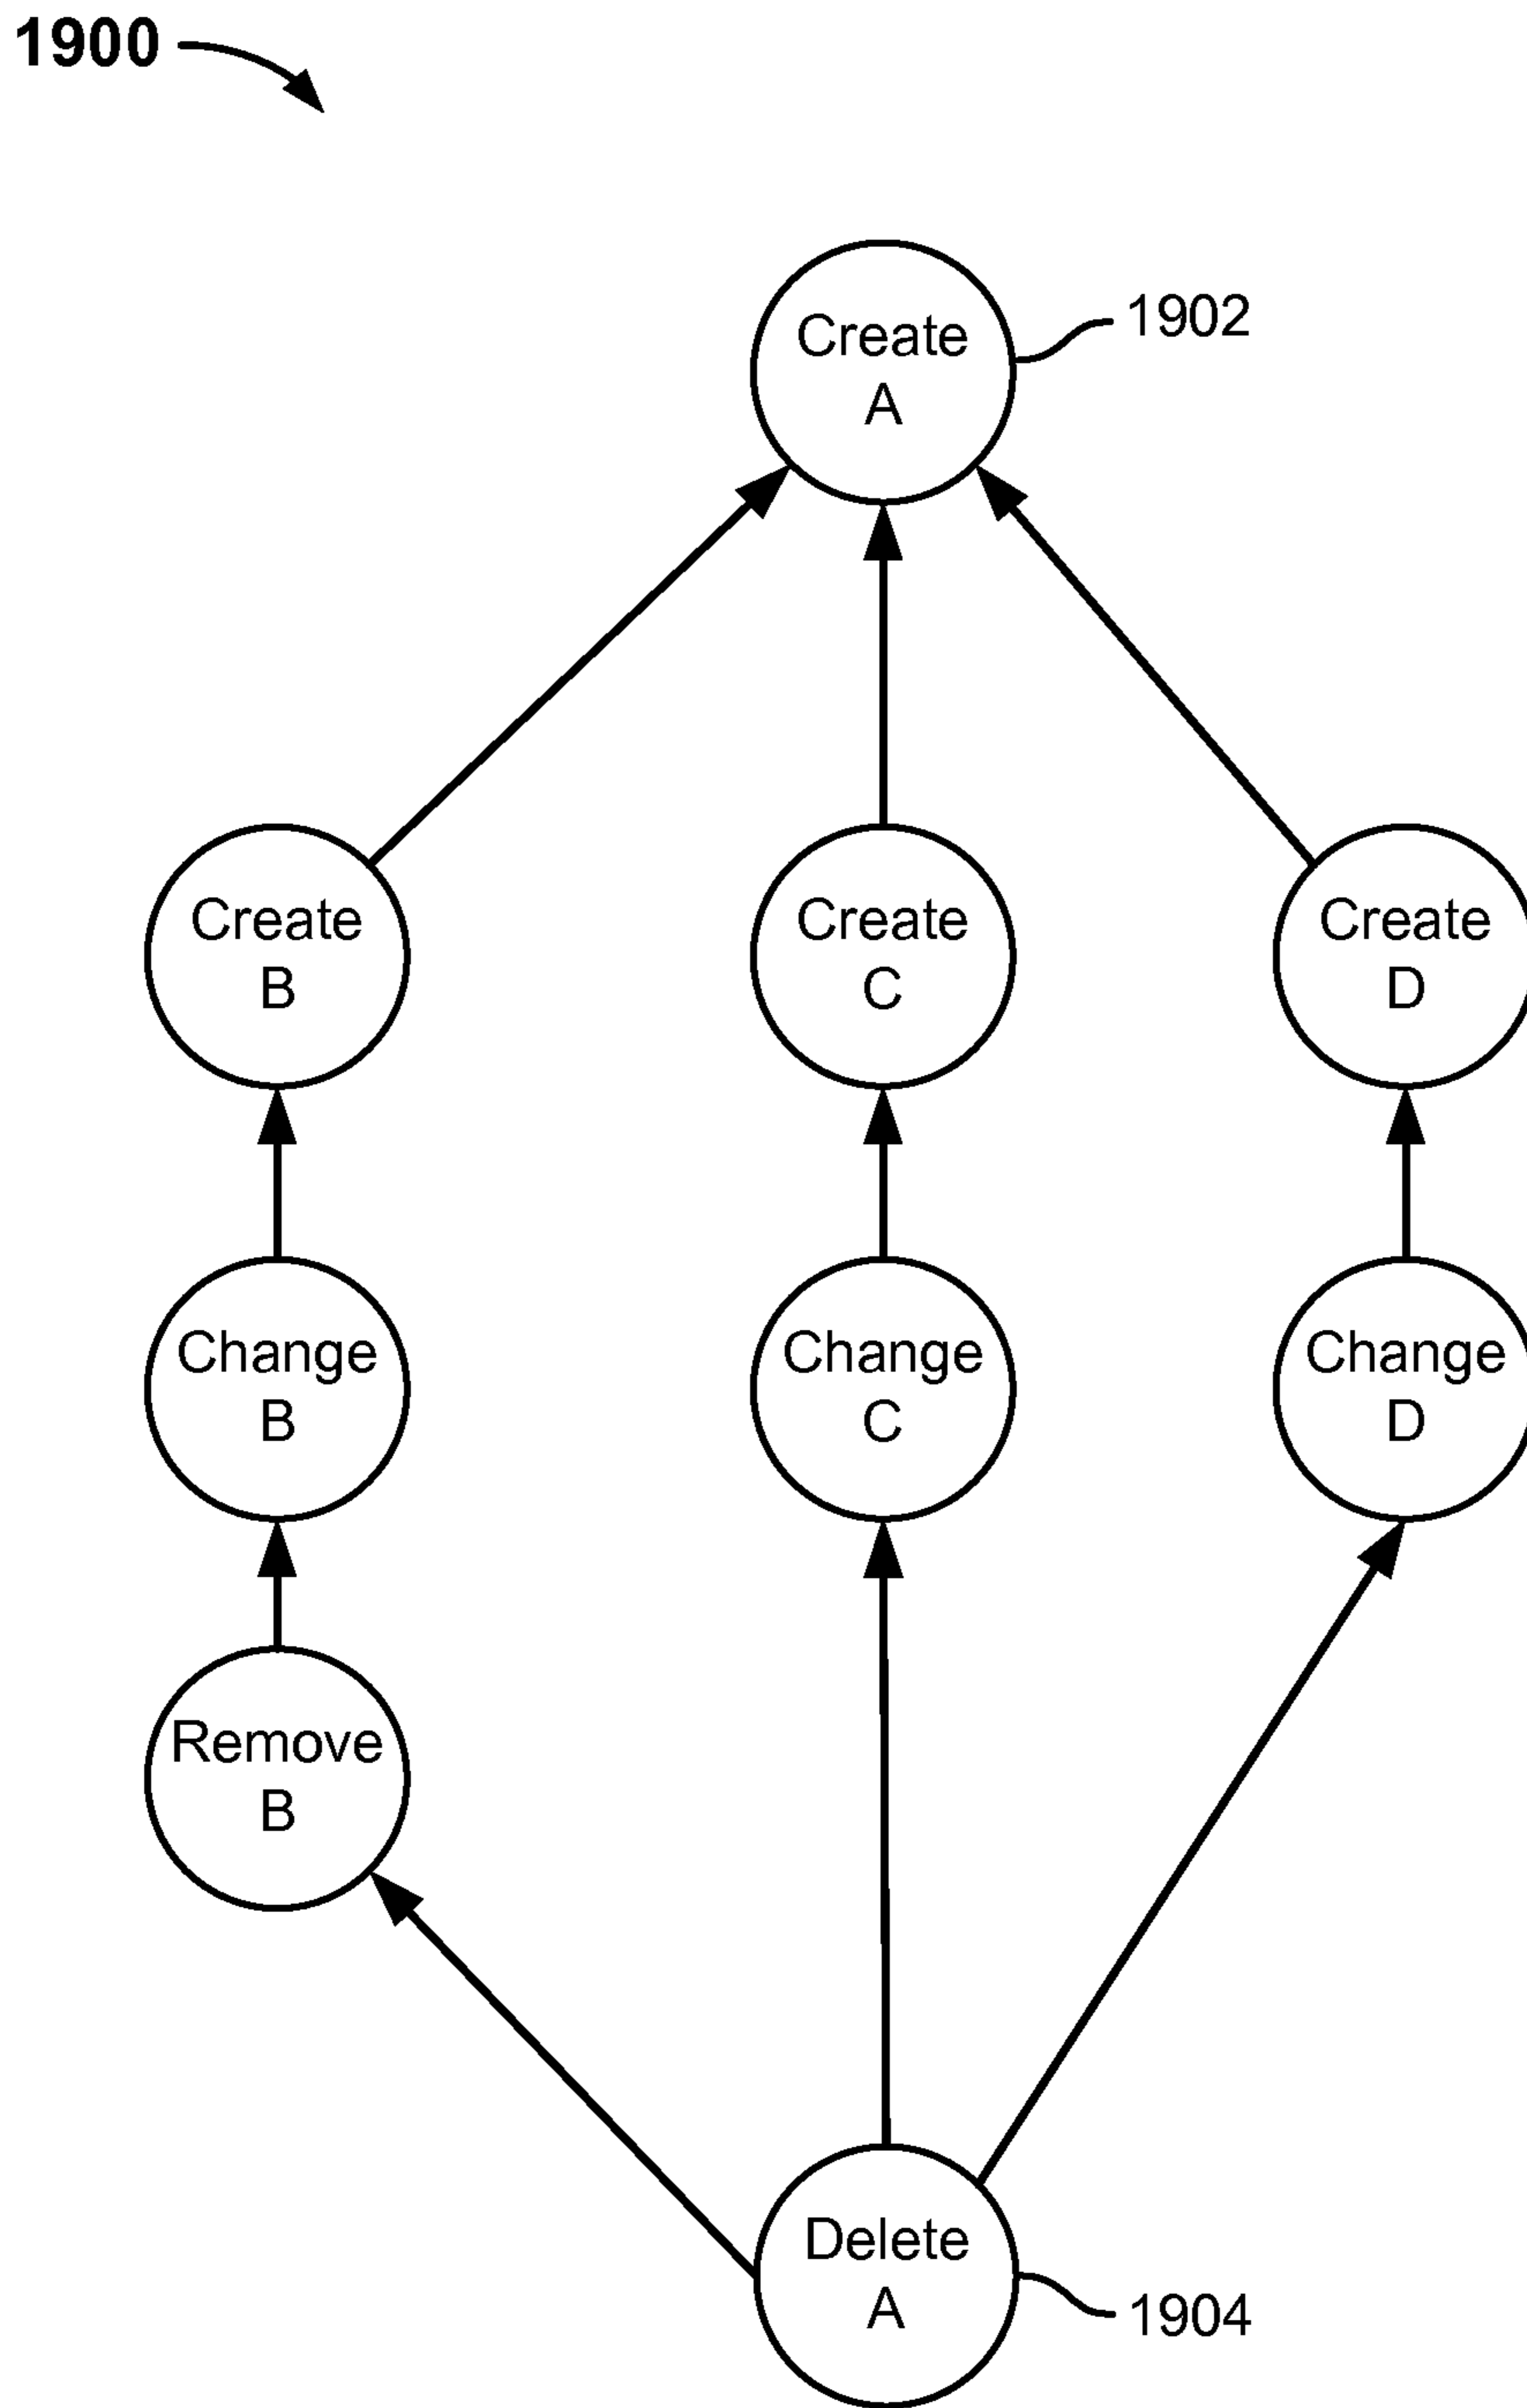 1900
Create
A
1902
Create
B
Create
C
Create
D
Change
B
Change
C
Change
D
Remove
B
Delete
A
1904